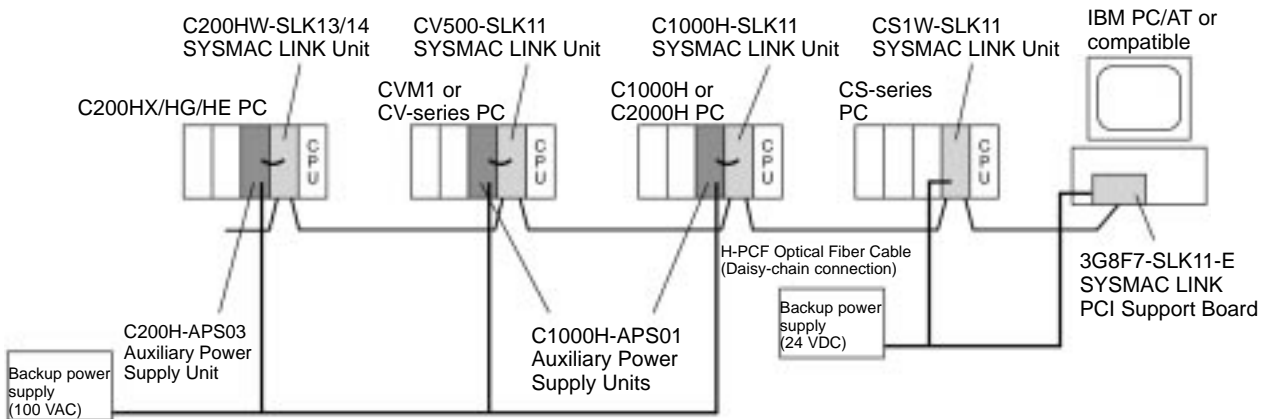 C200HW-SLK13/14
SYSMAC LINK Unit
CV500-SLK11
SYSMAC LINK Unit
C1000H-SLK11
SYSMAC LINK Unit
CS1W-SLK11
SYSMAC LINK Unit
IBM PC/AT or
compatible
C200HX/HG/HE PC
CVM1 or
CV-series PC
C1000H or
C2000H PC
CS-series
PC
CPU
CPU
CPU
CPU
H-PCF Optical Fiber Cable
(Daisy-chain connection)
3G8F7-SLK11-E
SYSMAC LINK
PCI Support Board
Backup power
supply
(24 VDC)
C200H-APS03
Auxiliary Power
Supply Unit
C1000H-APS01
Auxiliary Power
Supply Units
Backup power
supply
(100 VAC)